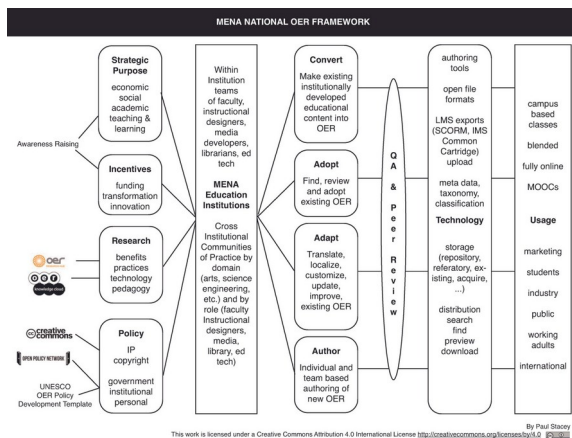 MENA NATIONAL OER FRAMEWORK
Awareness Raising
oer
oer
knowledge cloud
creative
commons
OPEN POLICY NETWORK
UNESCO
OER Policy
Development Template
Strategic
Purpose
economic
social
academic
teaching &
learning
Incentives
funding
transformation
innovation
Research
benefits
practices
technology
pedagogy
Policy
IP
copyright
government
institutional
personal
Within
Institution
teams
of faculty,
instructional
designers,
media
developers,
librarians, ed
tech
MENA
Education
Institutions
Cross
Institutional
Communities
of Practice by
domain
(arts, science
engineering,
etc.) and by
role (faculty
Instructional
designers,
media,
library, ed
tech)
Convert
Make existing
institutionally
developed
educational
content into
OER
Adopt
Find, review
and adopt
existing OER
Adapt
Translate,
localize,
customize,
update,
improve,
existing OER
Author
Individual and
team based
authoring of
new OER
QA & Peer Review
authoring
tools
open file
formats
LMS exports
(SCORM, IMS
Common
Cartridge)
upload
meta data,
taxonomy,
classification
Technology
storage
(repository,
referatory, ex-
isting, acquire,
...)
distribution
search
find
preview
download
campus
based
classes
blended
fully online
MOOCs
Usage
marketing
students
industry
public
working
adults
international
By Paul Stacey
This work is licensed under a Creative Commons Attribution 4.0 International License http://creativecommons.org/licenses/by/4.0